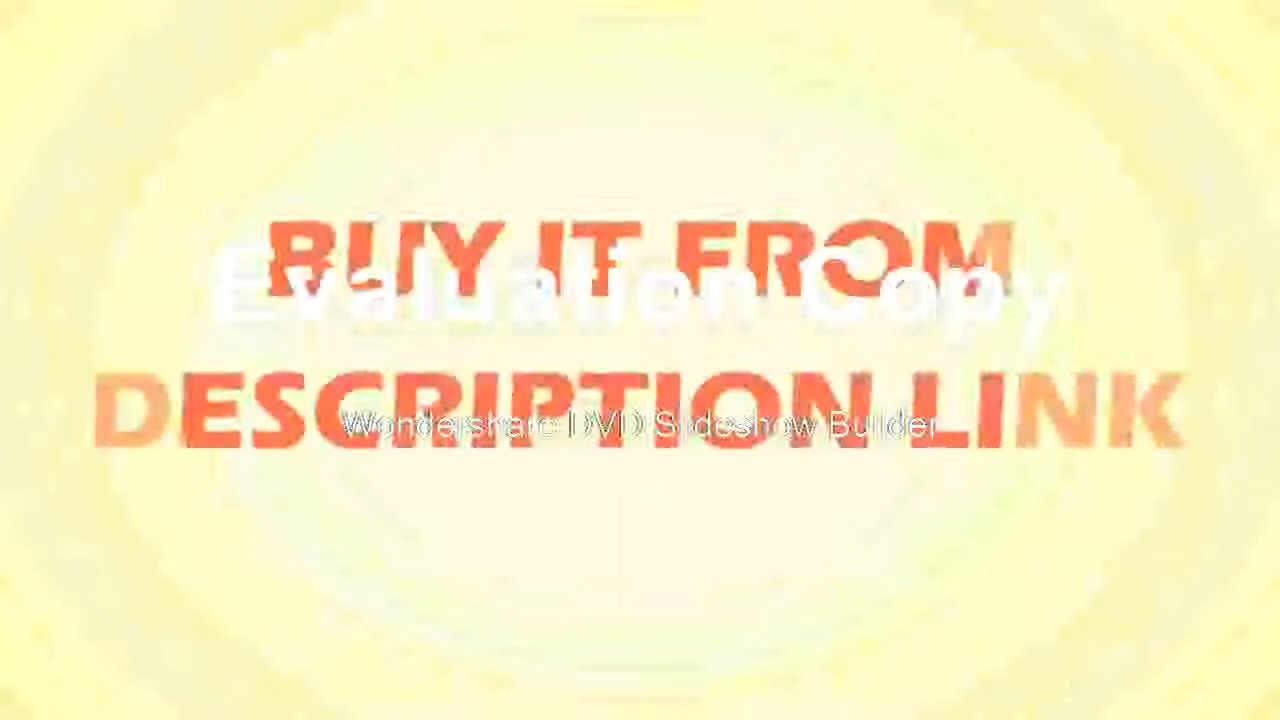 BUY IT FROM
Evaluation Copy
DESCRIPTION LINK
Wondershare DVD Slideshow Builder